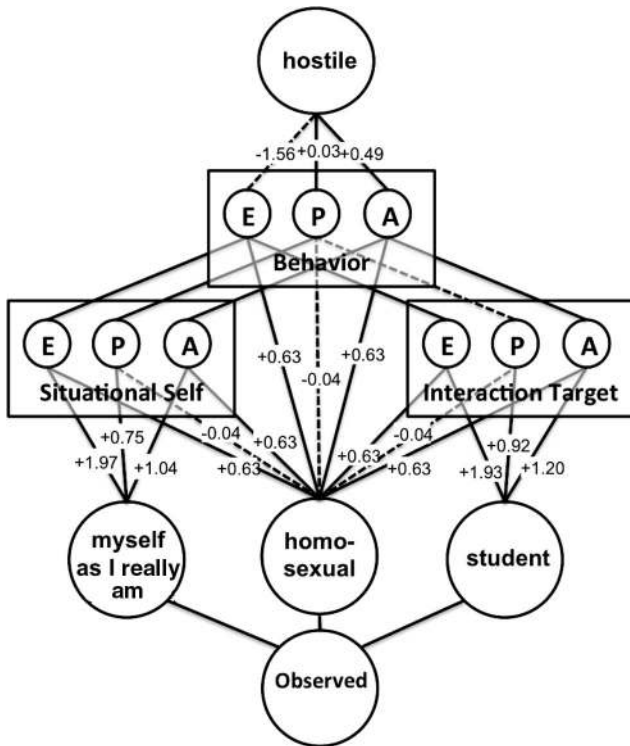 hostile
-1.56 +0.03 +0.49
E P A
Behavior
E P A E P A
Situational Self Interaction Target
+0.63 +0.63
-0.04
+0.75 -0.04 +0.63 +0.63 -0.04 +0.92
+1.97 +1.04 +0.63 +0.63 +1.93 +1.20
myself
as I really
am
homo-
sexual
student
Observed